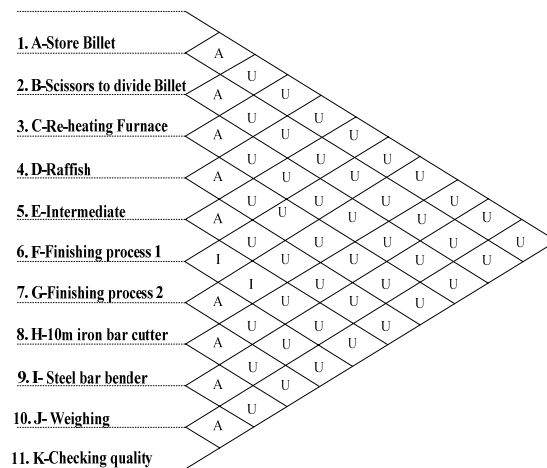 1. A-Store Billet
A
U
2. B-Scissors to divide Billet
A U
U U
3. C-Re-heating Furnace
A U U
U U
4. D-Raffish
A U U
U U U
5. E-Intermediate
U
A U U U
U U U U U
6. F-Finishing process 1
I U U U U
I U U U
7. G-Finishing process 2
A U U U
U U U
8. H-10m iron bar cutter
A U U
U U
9. I- Steel bar bender
A U
U
10. J- Weighing
A
11. K-Checking quality